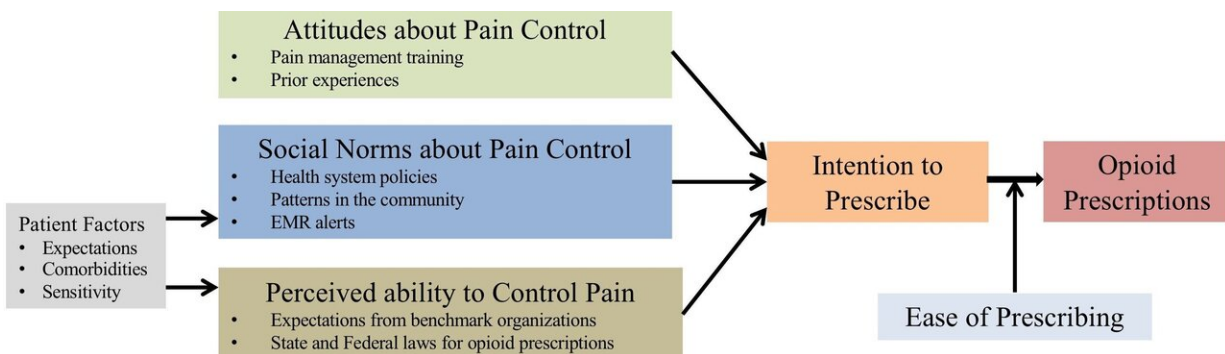 Attitudes about Pain Control
• Pain management training
• Prior experiences
Social Norms about Pain Control
• Health system policies
• Patterns in the community
• EMR alerts
Patient Factors
• Expectations
• Comorbidities
• Sensitivity
Perceived ability to Control Pain
• Expectations from benchmark organizations
• State and Federal laws for opioid prescriptions
Intention to
Prescribe
Opioid
Prescriptions
Ease of Prescribing